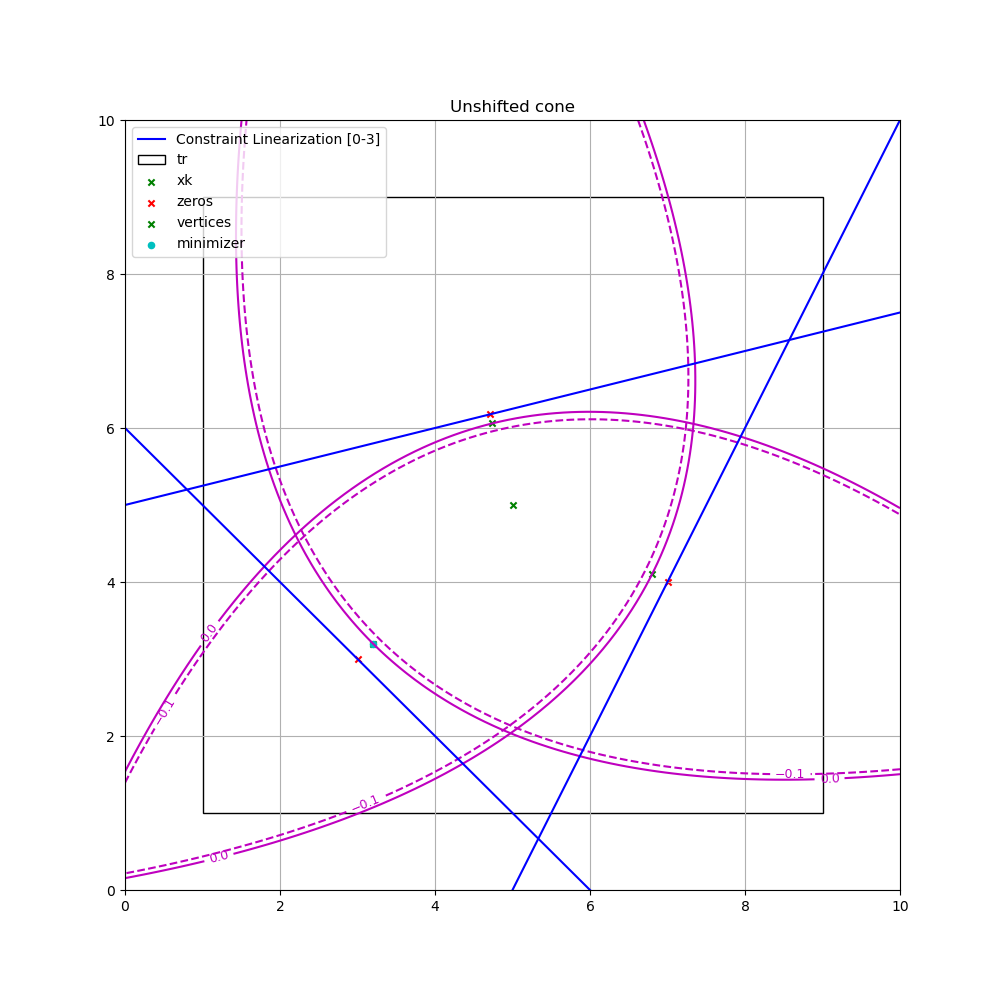 Unshifted cone
Constraint Linearization [0-3]
tr
xk
zeros
vertices
minimizer
10
8
6
4
2
0
0.0
−0.1
−0.1
0.0
−0.1
0.0
0
2
4
6
8
10